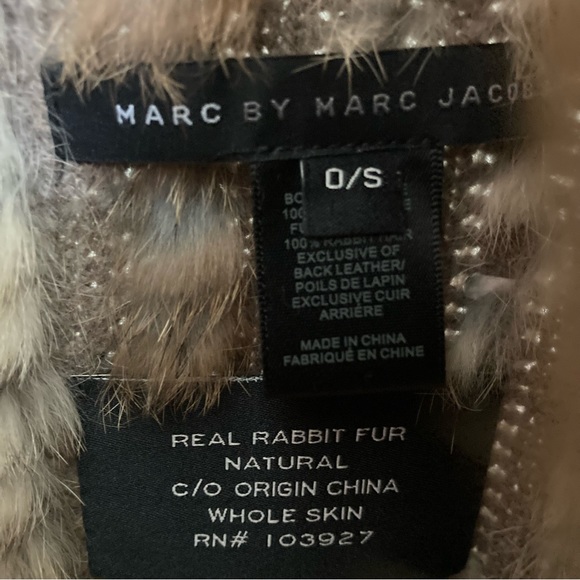 MARC BY MARC JACOB
O/S
100% RABBIT HAIR
EXCLUSIVE OF
BACK LEATHER/
POILS DE LAPIN
EXCLUSIVE CUIR
ARRIÈRE
MADE IN CHINA
FABRIQUÉ EN CHINE
REAL RABBIT FUR
NATURAL
C/O ORIGIN CHINA
WHOLE SKIN
RN# 103927